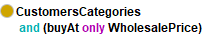 CustomersCategories
and (buyAt only WholesalePrice)